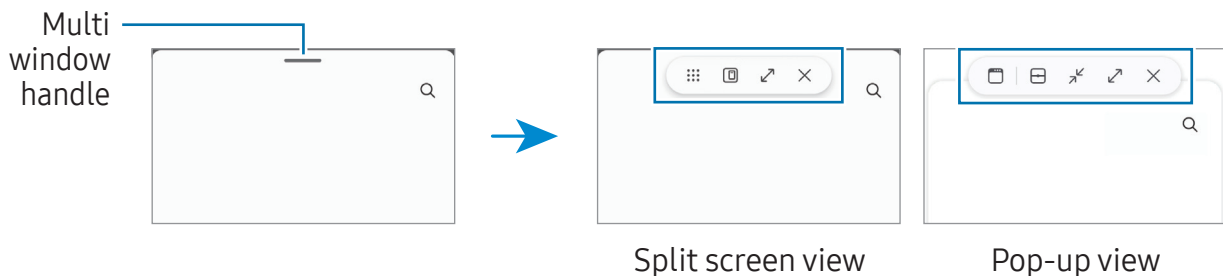 Multi
window
handle
Split screen view
Pop-up view